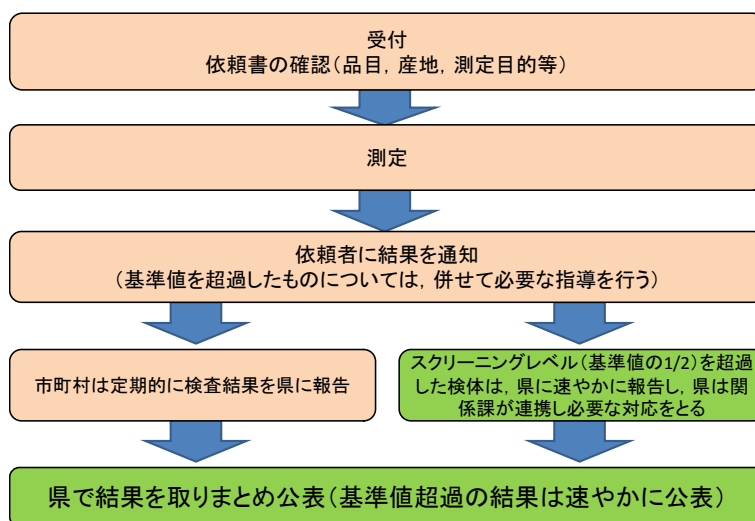 受付
依頼書の確認（品目，産地，測定目的等）
測定
依頼者に結果を通知
（基準値を超過したものについては，併せて必要な指導を行う）
市町村は定期的に検査結果を県に報告
スクリーニングレベル（基準値の1/2）を超過
した検体は，県に速やかに報告し，県は関
係課が連携し必要な対応をとる
県で結果を取りまとめ公表（基準値超過の結果は速やかに公表）